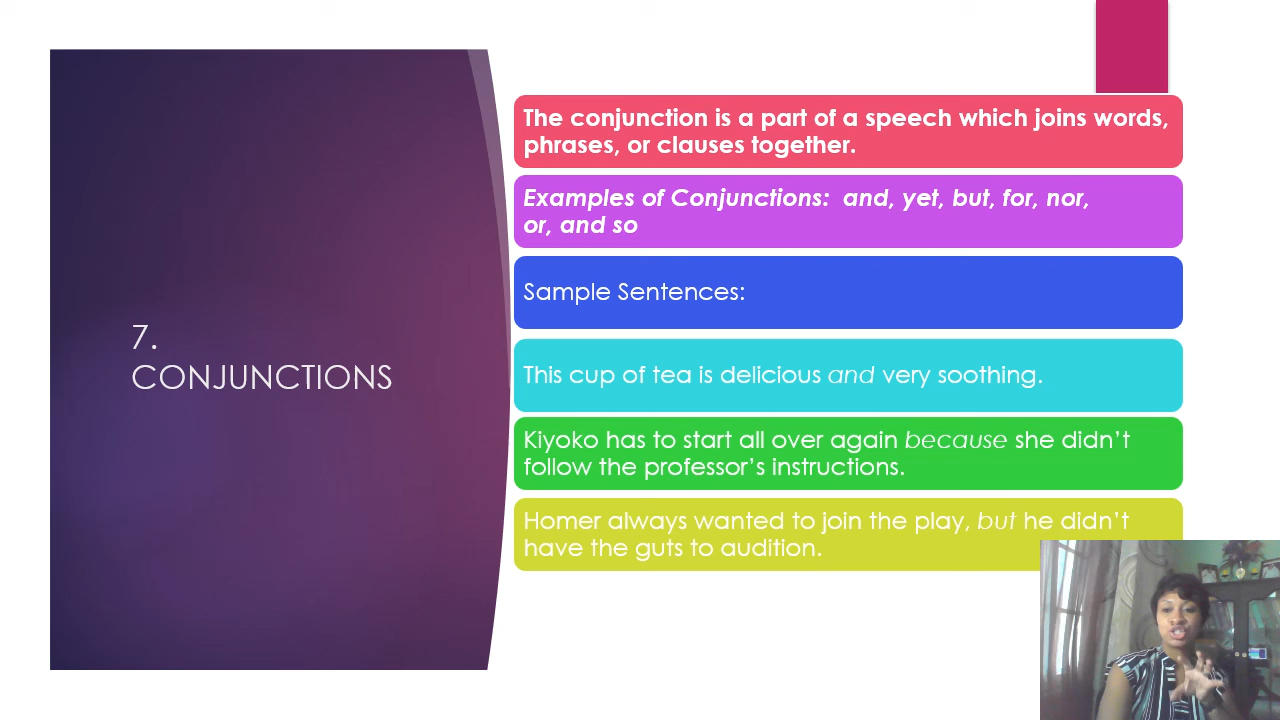 7.
CONJUNCTIONS
The conjunction is a part of a speech which joins words,
phrases, or clauses together.
Examples of Conjunctions:  and, yet, but, for, nor,
or, and so
Sample Sentences:
This cup of tea is delicious and very soothing.
Kiyoko has to start all over again because she didn’t
follow the professor’s instructions.
Homer always wanted to join the play, but he didn’t
have the guts to audition.